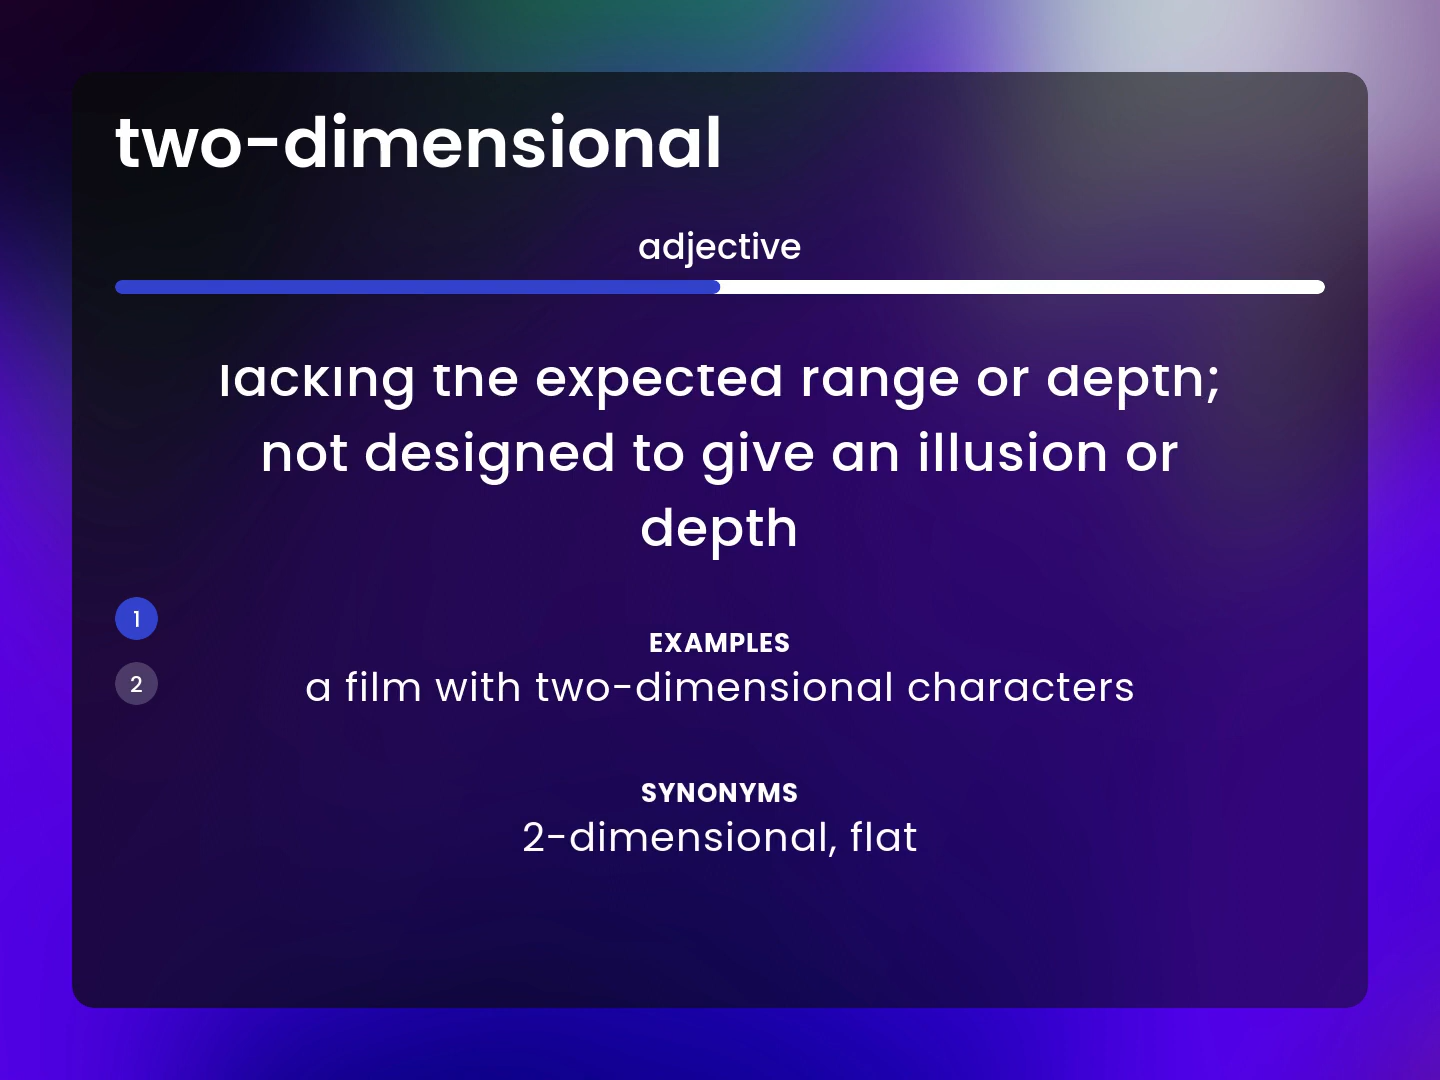 two-dimensional
adjective
lacking the expected range or depth;
not designed to give an illusion or
depth
1
EXAMPLES
2
a film with two-dimensional characters
SYNONYMS
2-dimensional, flat